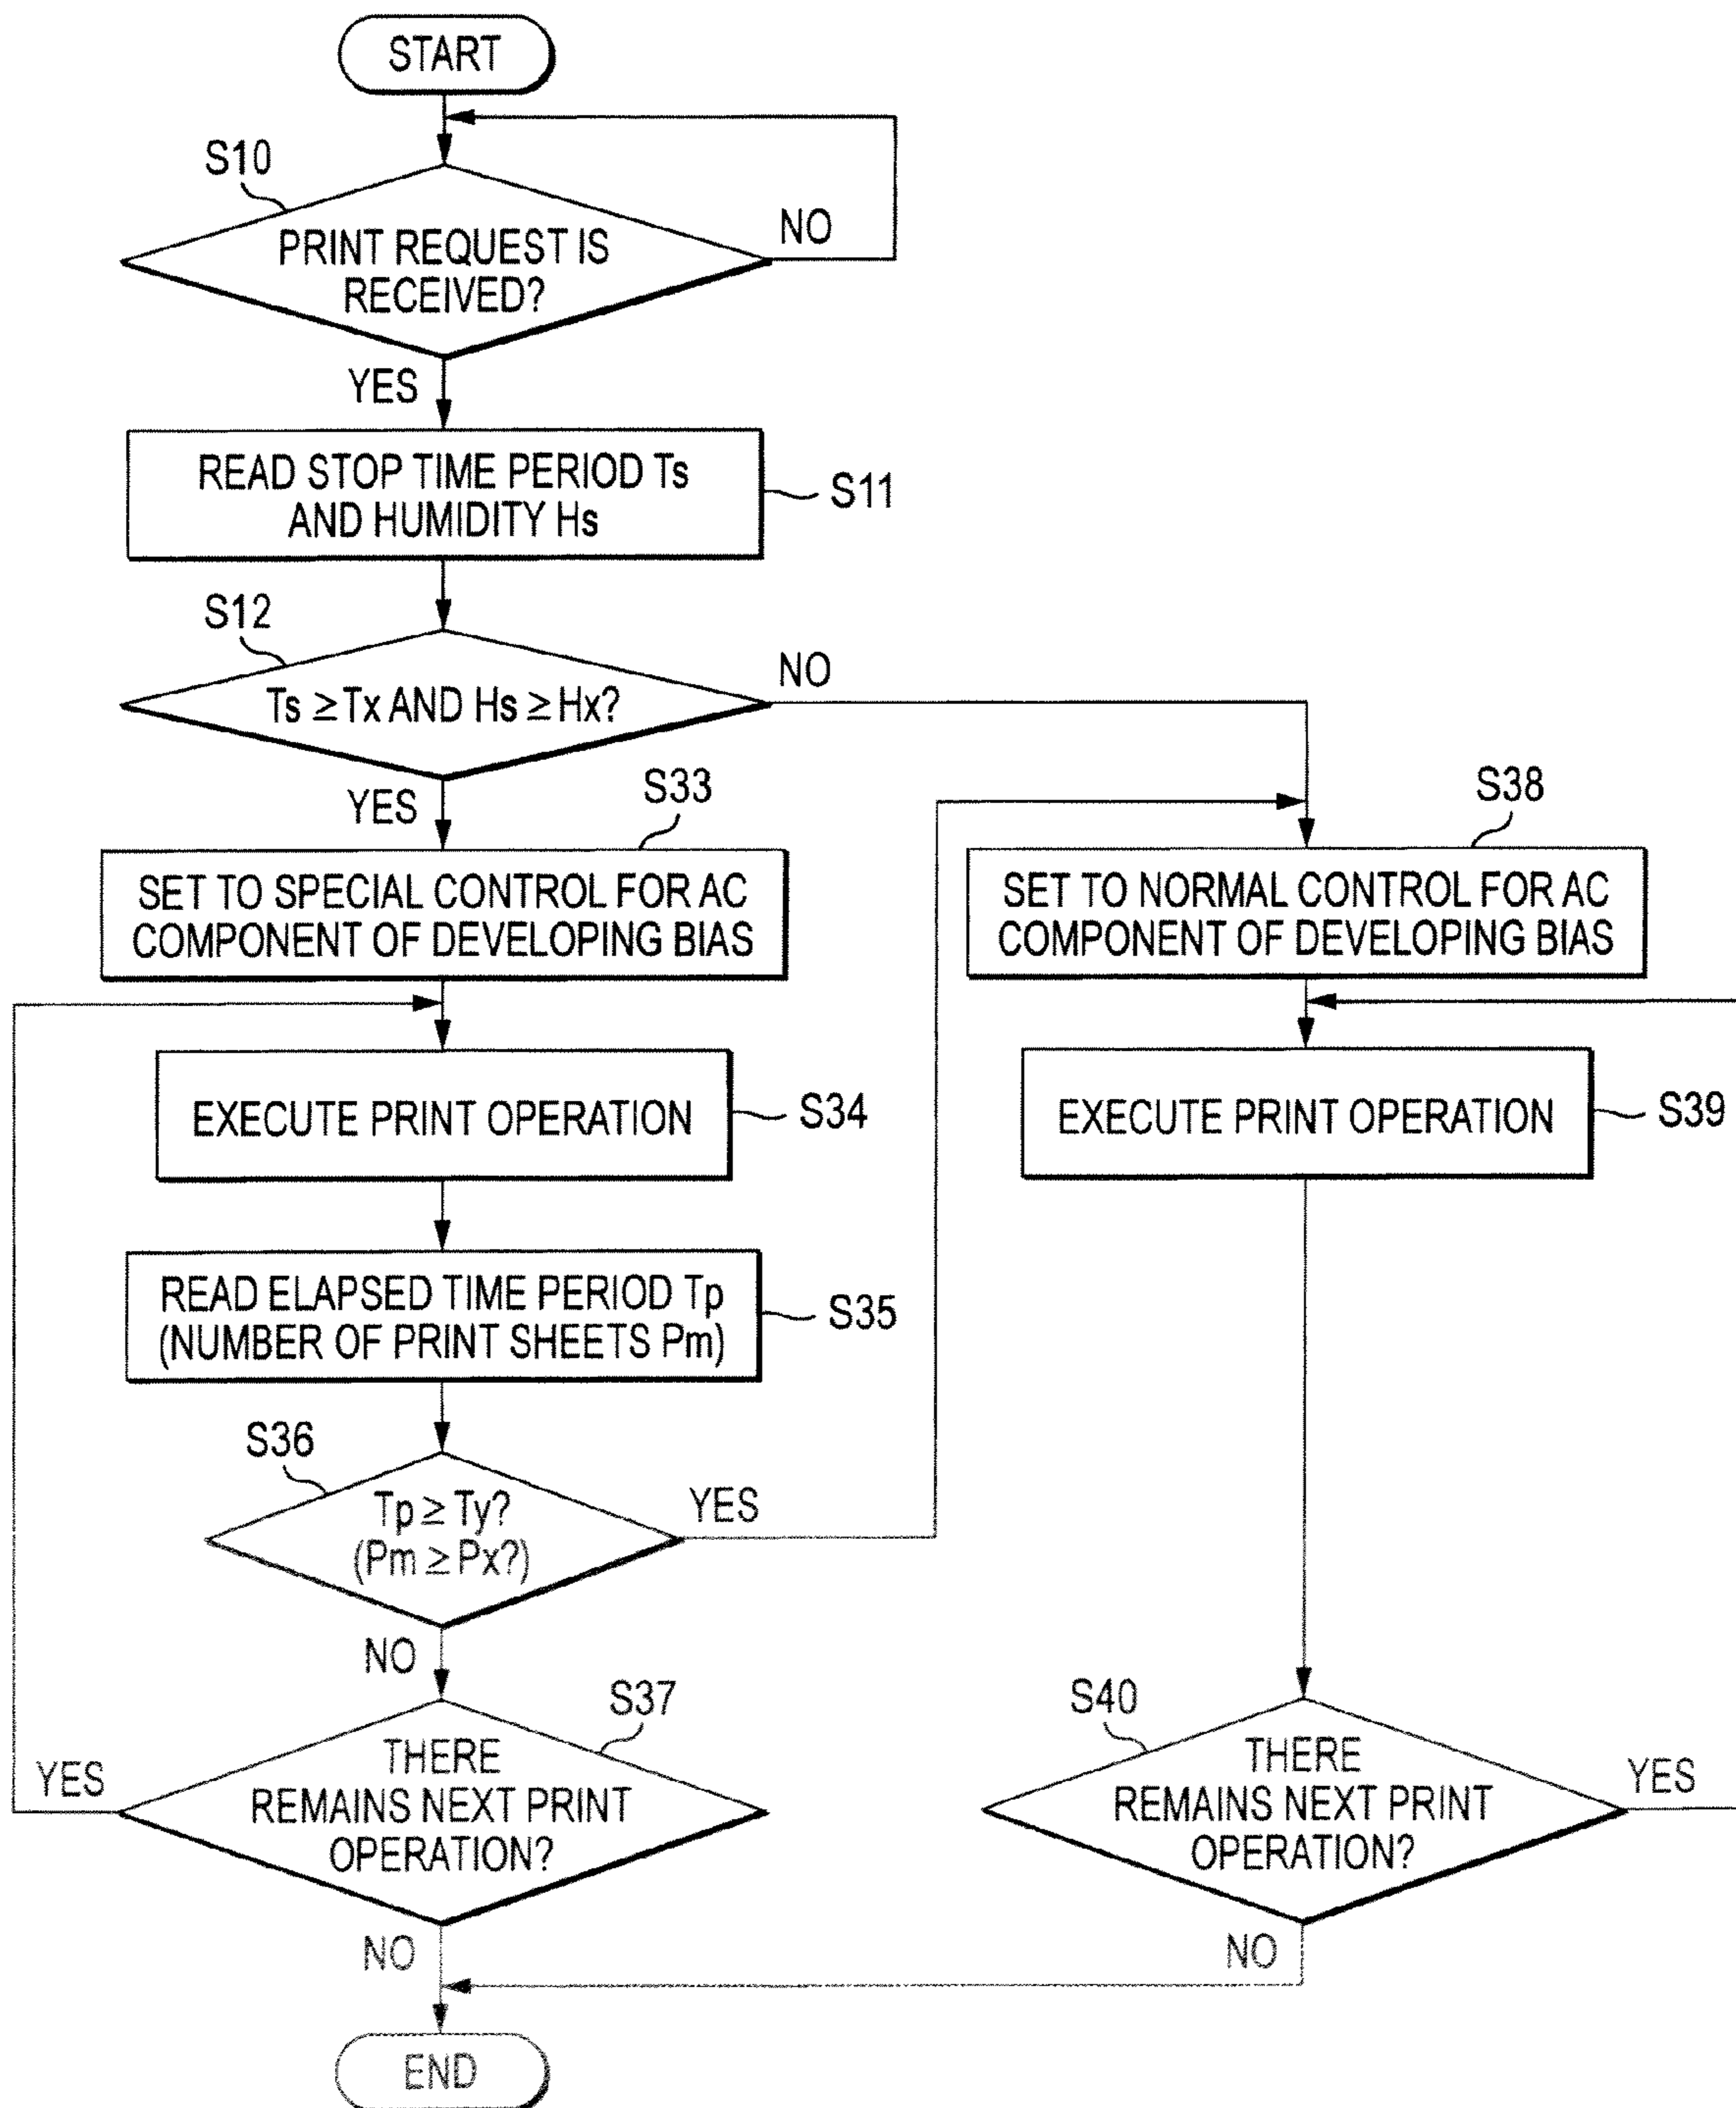 START
S10
PRINT REQUEST IS
RECEIVED?
NO
YES
READ STOP TIME PERIOD Ts
AND HUMIDITY Hs
S11
S12
Ts ≥ Tx AND Hs ≥ Hx?
NO
YES
S33
SET TO SPECIAL CONTROL FOR AC
COMPONENT OF DEVELOPING BIAS
S38
SET TO NORMAL CONTROL FOR AC
COMPONENT OF DEVELOPING BIAS
EXECUTE PRINT OPERATION
S34
EXECUTE PRINT OPERATION
S39
READ ELAPSED TIME PERIOD Tp
(NUMBER OF PRINT SHEETS Pm)
S35
S36
Tp ≥ Ty?
(Pm ≥ Px?)
YES
NO
S37
THERE
REMAINS NEXT PRINT
OPERATION?
YES
NO
S40
THERE
REMAINS NEXT PRINT
OPERATION?
YES
NO
END